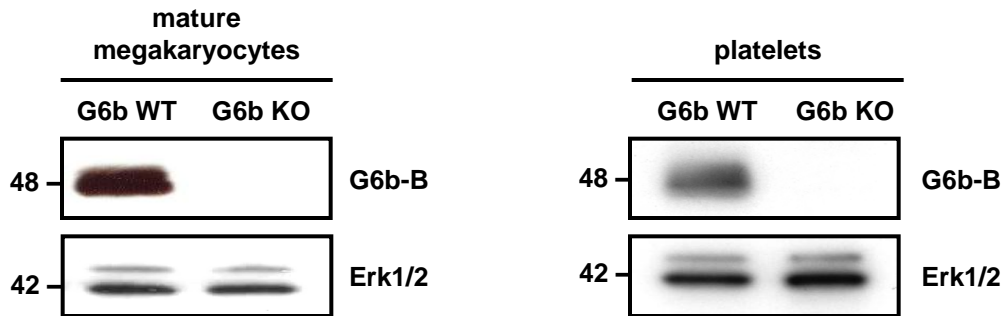 mature
megakaryocytes
G6b WT G6b KO
48
G6b-B
42
Erk1/2
platelets
G6b WT G6b KO
48
G6b-B
42
Erk1/2